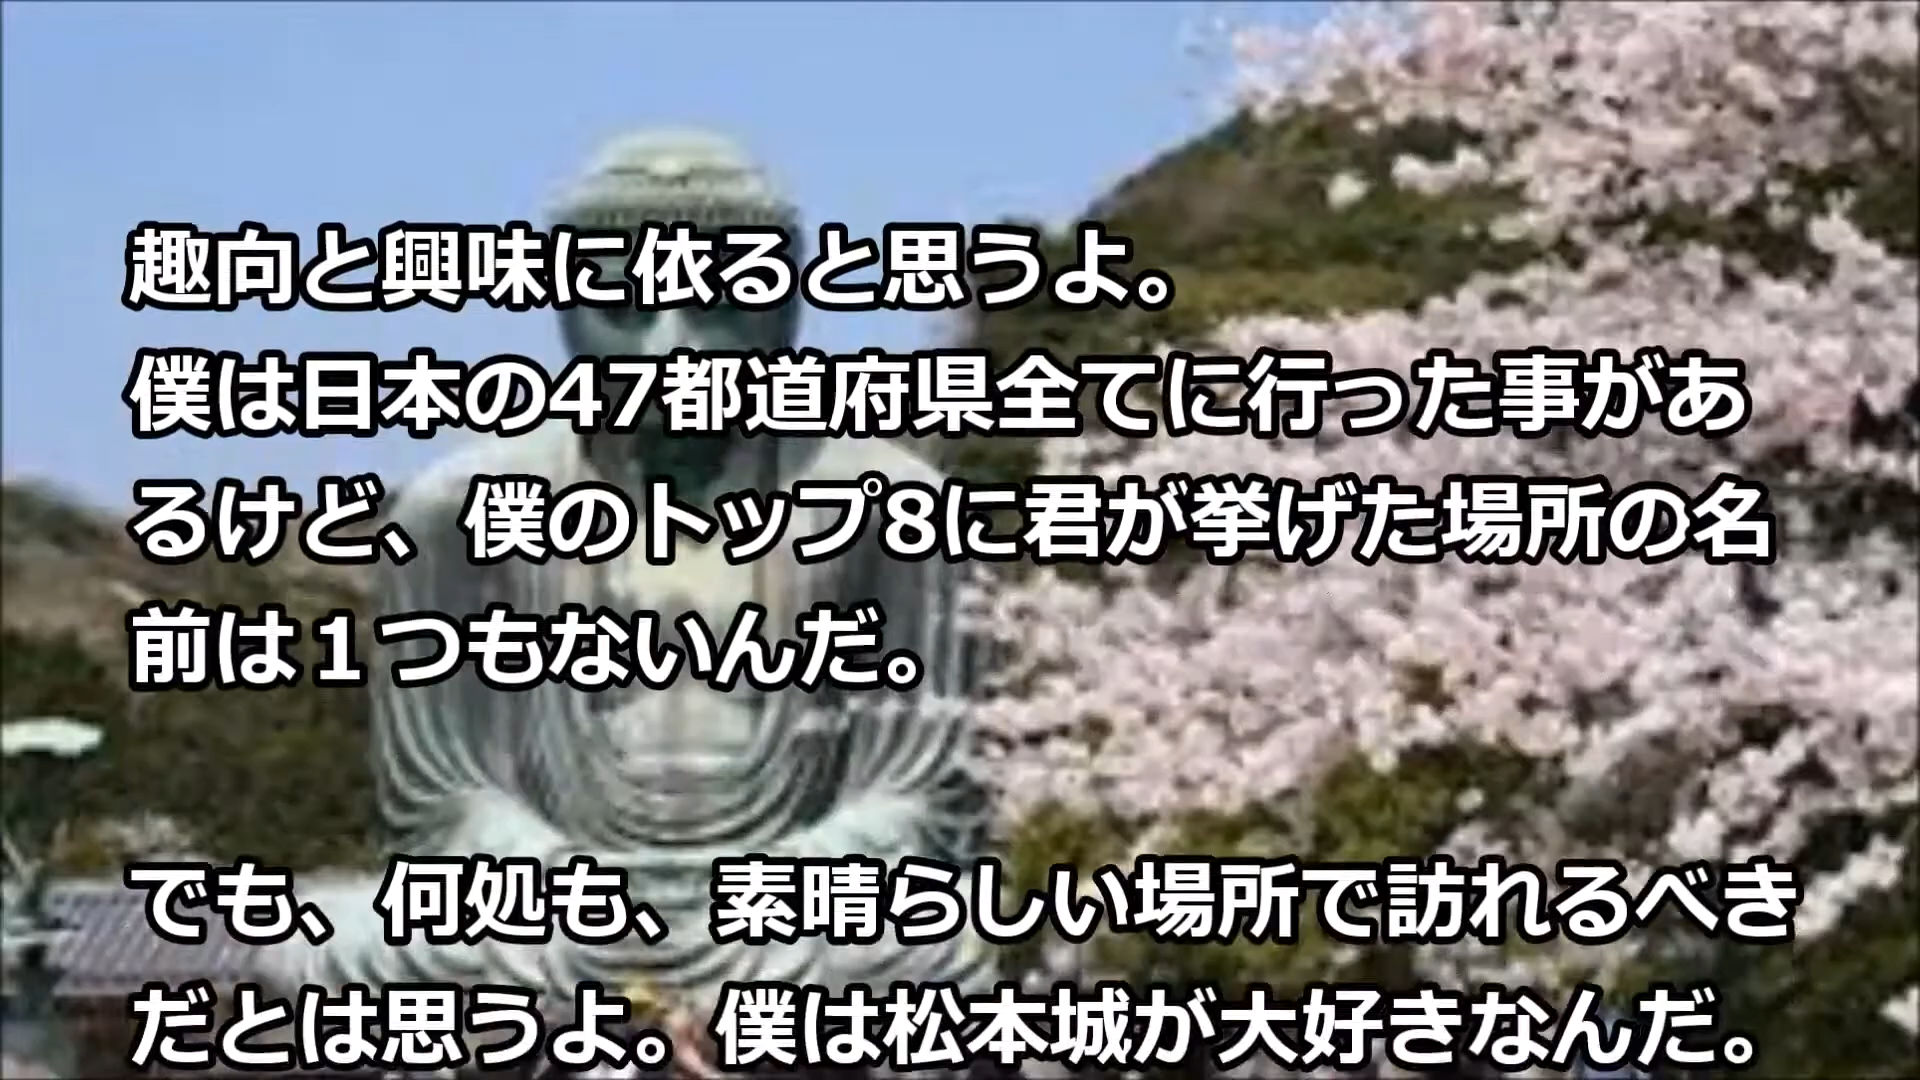 趣向と興味に依ると思うよ。
僕は日本の47都道府県全てに行った事があ
るけど、僕のトップ8に君が挙げた場所の名
前は１つもないんだ。
でも、何処も、素晴らしい場所で訪れるべき
だとは思うよ。僕は松本城が大好きなんだ。